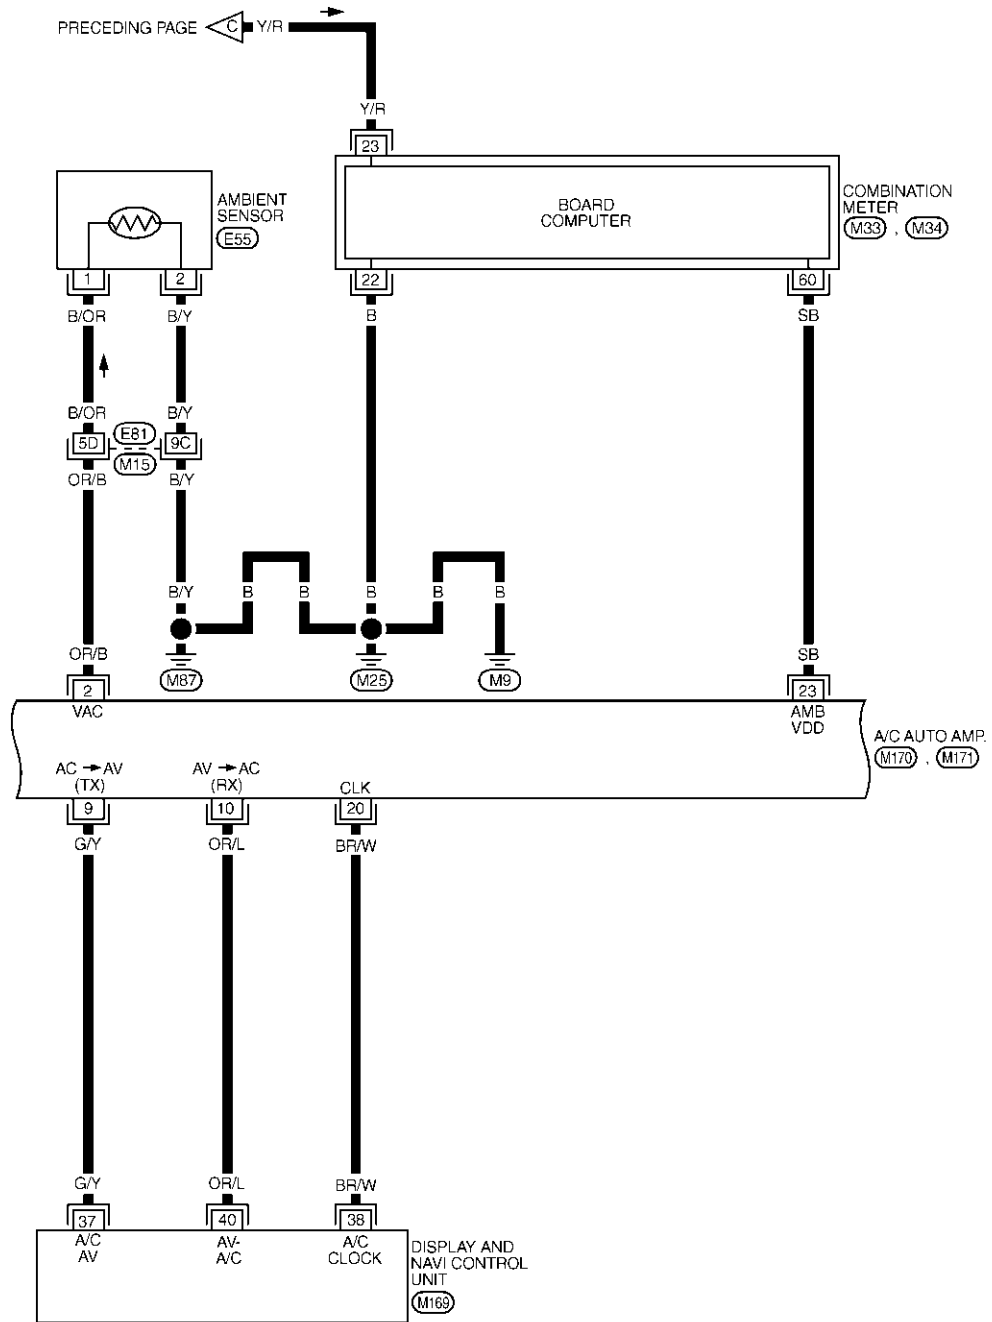 PRECEDING PAGE C Y/R
Y/R
23
AMBIENT
SENSOR
E55
BOARD
COMPUTER
COMBINATION
METER
M33 , M34
1 2 22 60
B/OR B/Y B SB
B/OR B/Y
5D E81 9C
M15
OR/B B/Y
B/Y B B B B B
OR/B SB
M87 M25 M9
2 23
VAC AMB
VDD
A/C AUTO AMP.
M170 , M171
AC AV AV AC
(TX) (RX) CLK
9 10 20
G/Y OR/L BR/W
G/Y OR/L BR/W
37 40 38
A/C AV- A/C
AV A/C CLOCK
DISPLAY AND
NAVI CONTROL
UNIT
M169